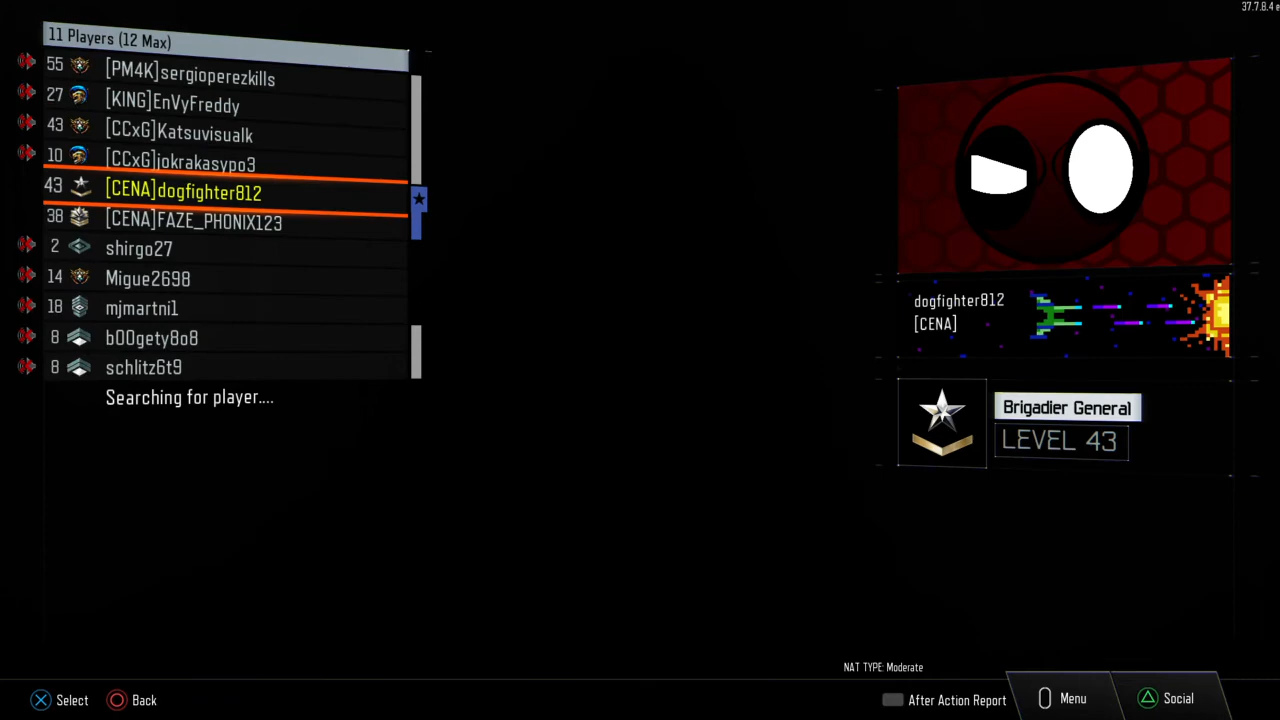 37.7.8.4 e
11 Players (12 Max)
55 [PM4K]sergioperezkills
27 [KING]EnVyFreddy
43 [CCxG]Katsuvisualk
10 [CCxG]jokrakasypo3
43 [CENA]dogfighter812
38 [CENA]FAZE_PHONIX123
2 shirgo27
14 Migue2698
18 mjmartni1
8 b00gety8o8
8 schlitz6t9
Searching for player....
dogfighter812
[CENA]
Brigadier General
LEVEL 43
NAT TYPE: Moderate
Select Back After Action Report Menu Social